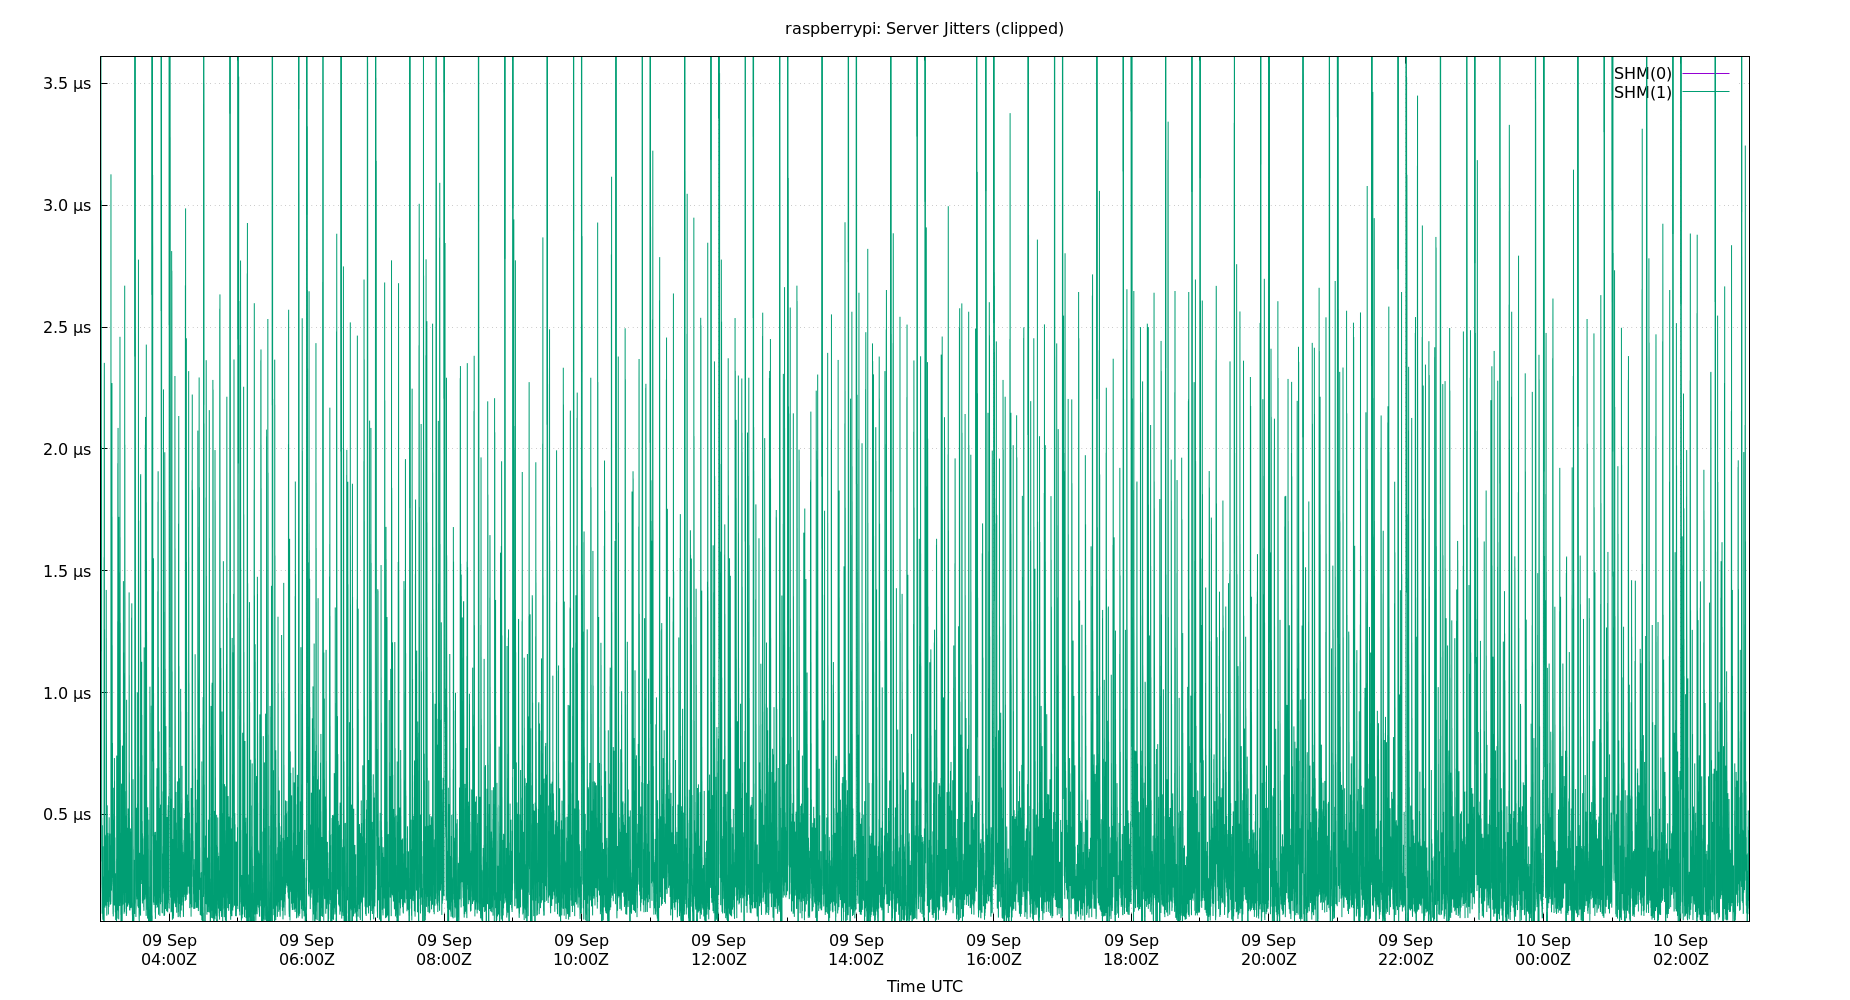 raspberrypi: Server Jitters (clipped)
SHM(0)
SHM(1)
3.5 µs
3.0 µs
2.5 µs
2.0 µs
1.5 µs
1.0 µs
0.5 µs
09 Sep 09 Sep 09 Sep 09 Sep 09 Sep 09 Sep 09 Sep 09 Sep 09 Sep 09 Sep 10 Sep 10 Sep
04:00Z 06:00Z 08:00Z 10:00Z 12:00Z 14:00Z 16:00Z 18:00Z 20:00Z 22:00Z 00:00Z 02:00Z
Time UTC